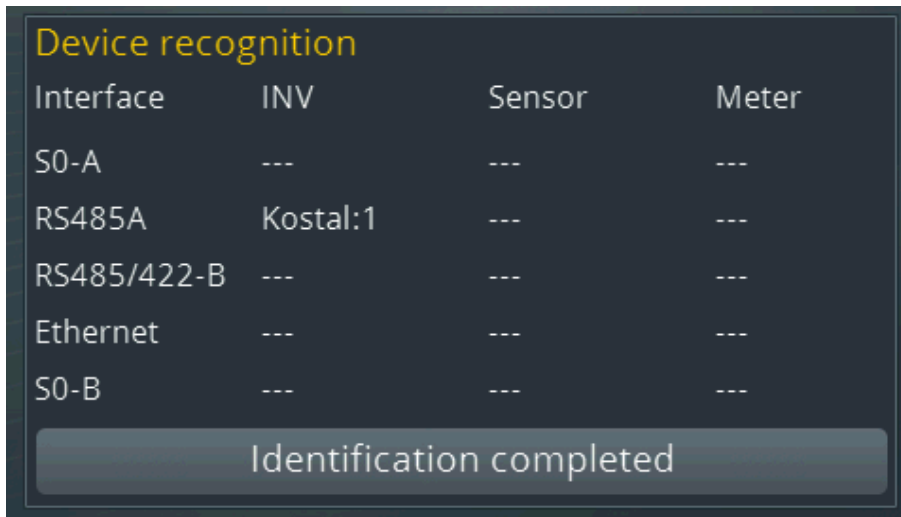 Device recognition
Interface INV Sensor Meter
S0-A --- --- ---
RS485A Kostal:1 --- ---
RS485/422-B --- --- ---
Ethernet --- --- ---
S0-B --- --- ---
Identification completed